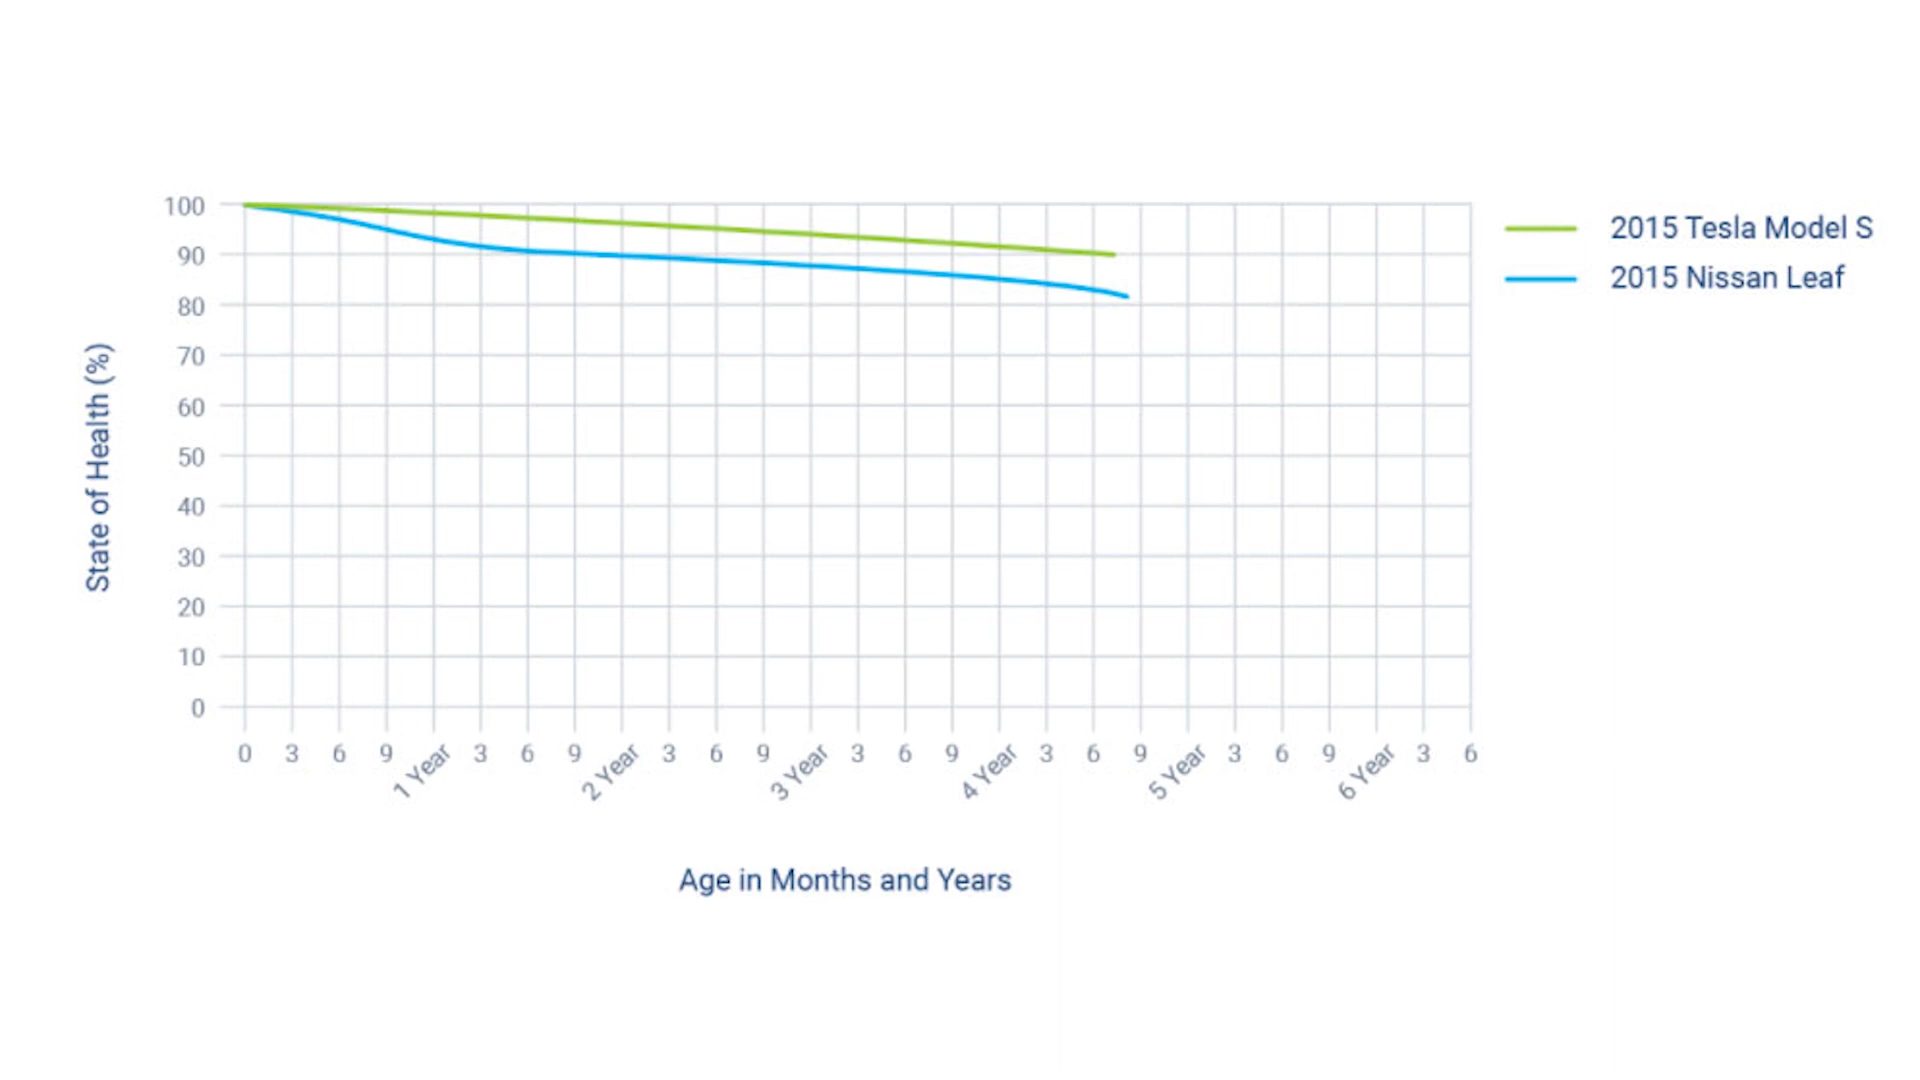 100
90
80
70
60
50
40
30
20
10
0
State of Health (%)
0 3 6 9 1 Year 3 6 9 2 Year 3 6 9 3 Year 3 6 9 4 Year 3 6 9 5 Year 3 6 9 6 Year 3 6
Age in Months and Years
2015 Tesla Model S
2015 Nissan Leaf